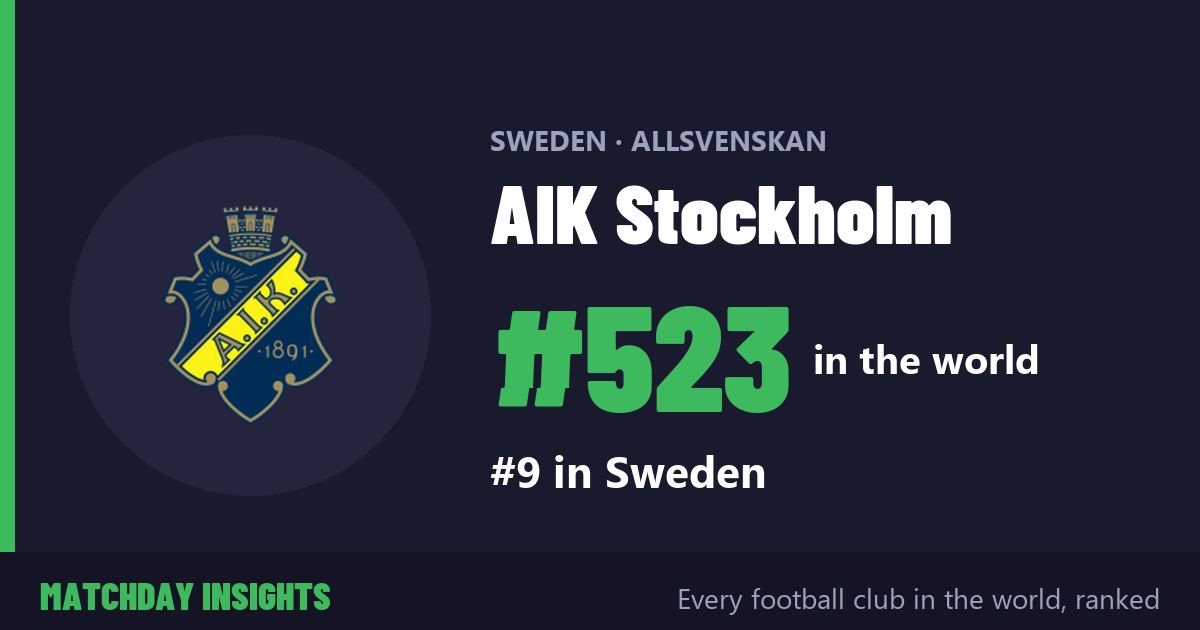 SWEDEN · ALLSVENSKAN
AIK Stockholm
#523 in the world
#9 in Sweden
A.I.K.
·1891·
MATCHDAY INSIGHTS
Every football club in the world, ranked